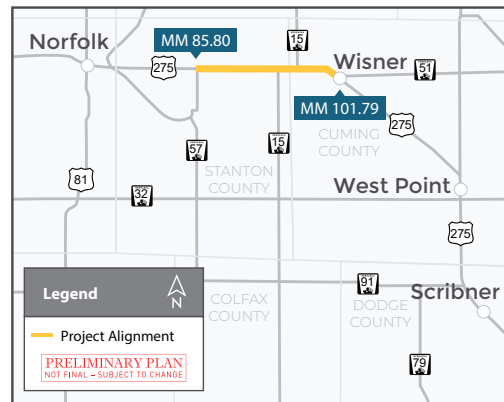 15
Norfolk
MM 85.80
Wisner
275
51
MM 101.79
275
CUMING
COUNTY
57
15
STANTON
COUNTY
81
32
West Point
275
Legend
N
COLFAX
COUNTY
91
DODGE
COUNTY
Scribner
Project Alignment
PRELIMINARY PLAN
NOT FINAL – SUBJECT TO CHANGE
79